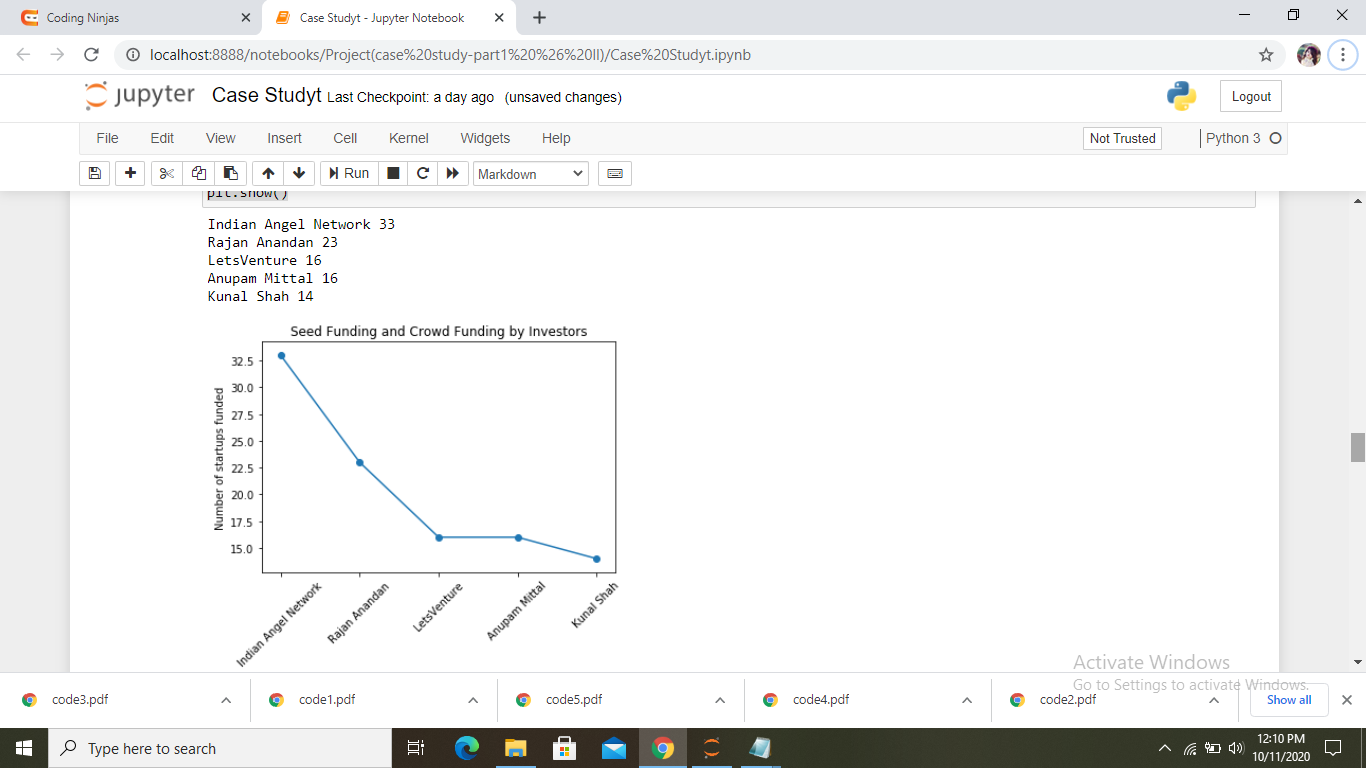 Coding Ninjas
Case Studyt - Jupyter Notebook
localhost:8888/notebooks/Project(case%20study-part1%20%26%20II)/Case%20Studyt.ipynb
jupyter Case Studyt Last Checkpoint: a day ago (unsaved changes)
Logout
File Edit View Insert Cell Kernel Widgets Help
Not Trusted
Python 3
Run
Markdown
plt.show()
Indian Angel Network 33
Rajan Anandan 23
LetsVenture 16
Anupam Mittal 16
Kunal Shah 14
Seed Funding and Crowd Funding by Investors
Number of startups funded
32.5
30.0
27.5
25.0
22.5
20.0
17.5
15.0
Indian Angel Network
Rajan Anandan
LetsVenture
Anupam Mittal
Kunal Shah
Activate Windows
Go to Settings to activate Windows.
code3.pdf
code1.pdf
code5.pdf
code4.pdf
code2.pdf
Show all
Type here to search
12:10 PM
10/11/2020